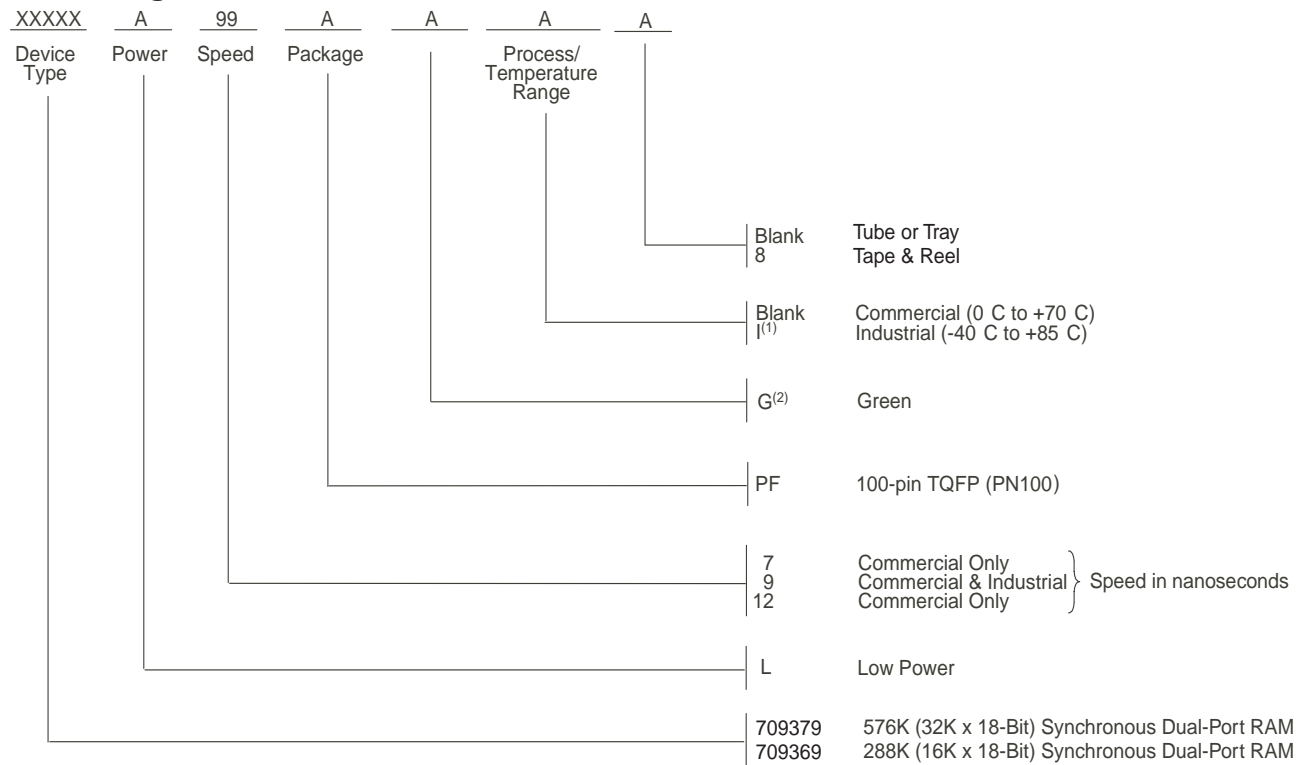 XXXXX A 99 A A A A
Device Type Power Speed Package Process/ Temperature Range
Blank Tube or Tray
8 Tape & Reel
Blank Commercial (0 C to +70 C)
I(1) Industrial (-40 C to +85 C)
G(2) Green
PF 100-pin TQFP (PN100)
7 Commercial Only
9 Commercial & Industrial Speed in nanoseconds
12 Commercial Only
L Low Power
709379 576K (32K x 18-Bit) Synchronous Dual-Port RAM
709369 288K (16K x 18-Bit) Synchronous Dual-Port RAM